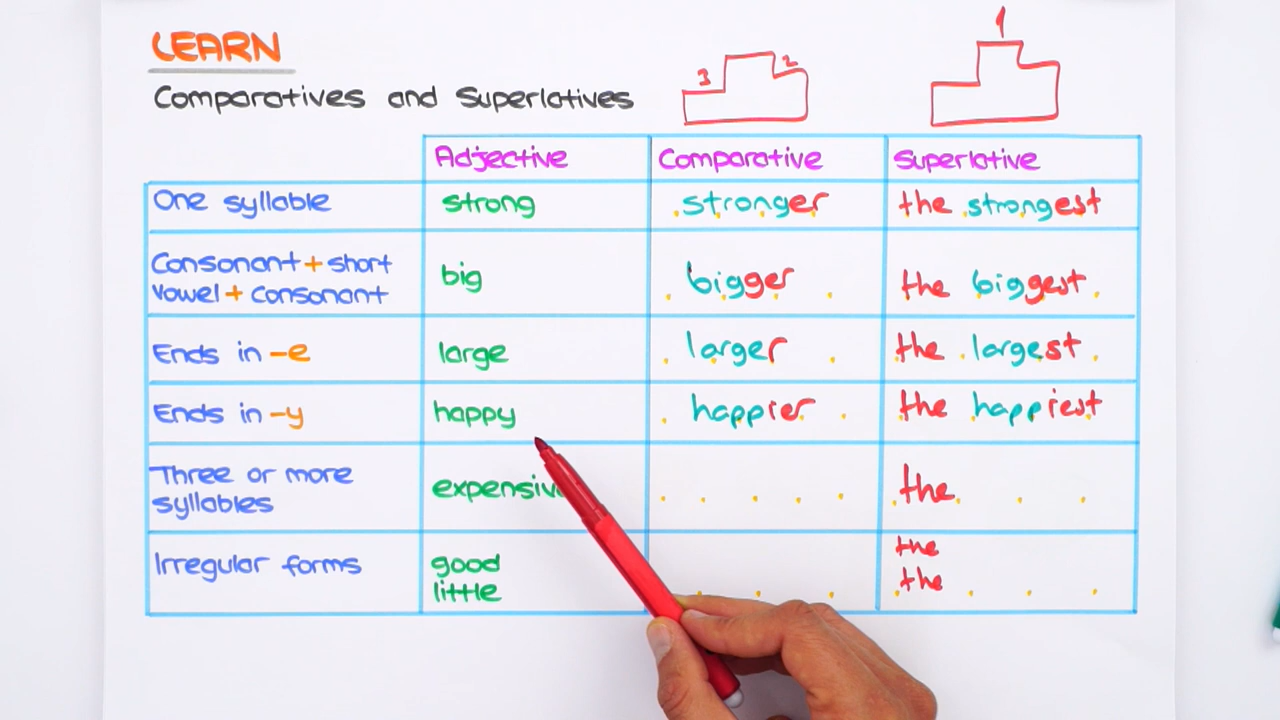 LEARN
Comparatives and Superlatives
3 2
1
Adjective Comparative Superlative
One syllable strong stronger the strongest
Consonant + short
vowel + consonant
big bigger the biggest
Ends in -e large larger the largest
Ends in -y happy happier the happiest
Three or more
syllables
the
Irregular forms
good the
little the